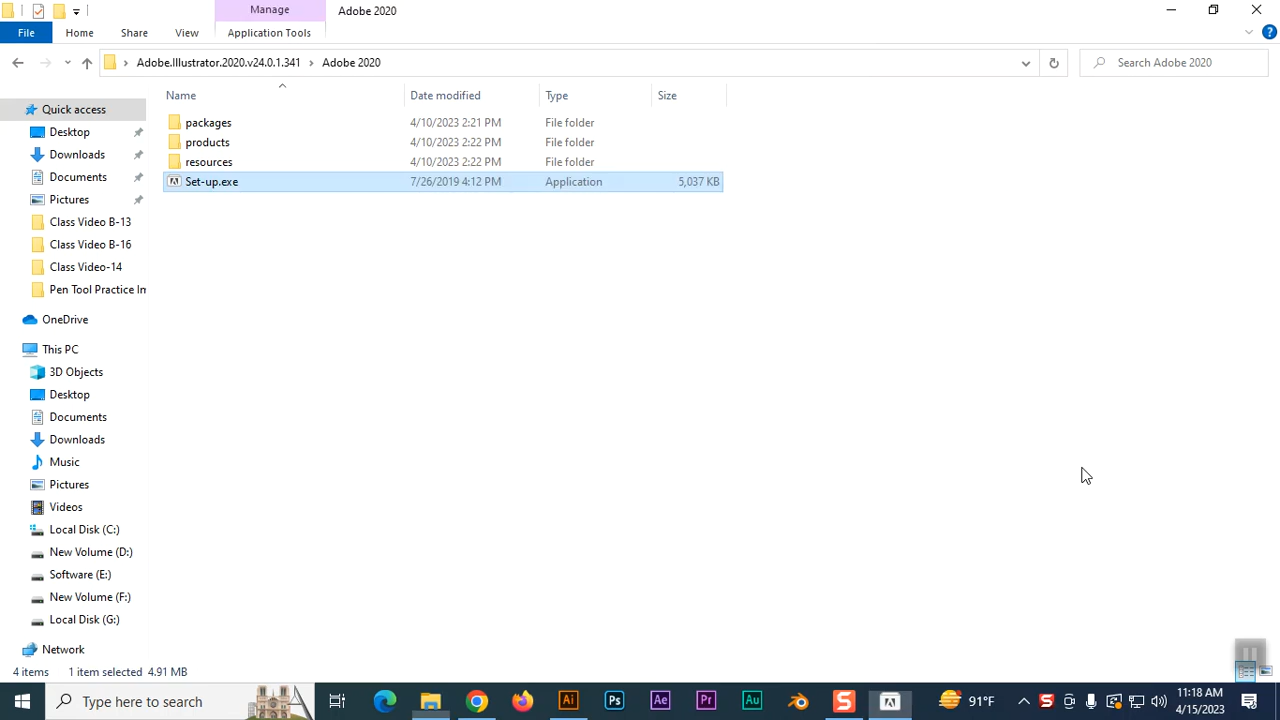 Manage
Adobe 2020
File
Home
Share
View
Application Tools
Adobe.Illustrator.2020.v24.0.1.341
Adobe 2020
Search Adobe 2020
Name
Date modified
Type
Size
packages
4/10/2023 2:21 PM
File folder
products
4/10/2023 2:22 PM
File folder
resources
4/10/2023 2:22 PM
File folder
Set-up.exe
7/26/2019 4:12 PM
Application
5,037 KB
Quick access
Desktop
Downloads
Documents
Pictures
Class Video B-13
Class Video B-16
Class Video-14
Pen Tool Practice Im
OneDrive
This PC
3D Objects
Desktop
Documents
Downloads
Music
Pictures
Videos
Local Disk (C:)
New Volume (D:)
Software (E:)
New Volume (F:)
Local Disk (G:)
Network
4 items
1 item selected 4.91 MB
Type here to search
Ai
Ps
Ae
Pr
Au
S
91°F
11:18 AM
4/15/2023